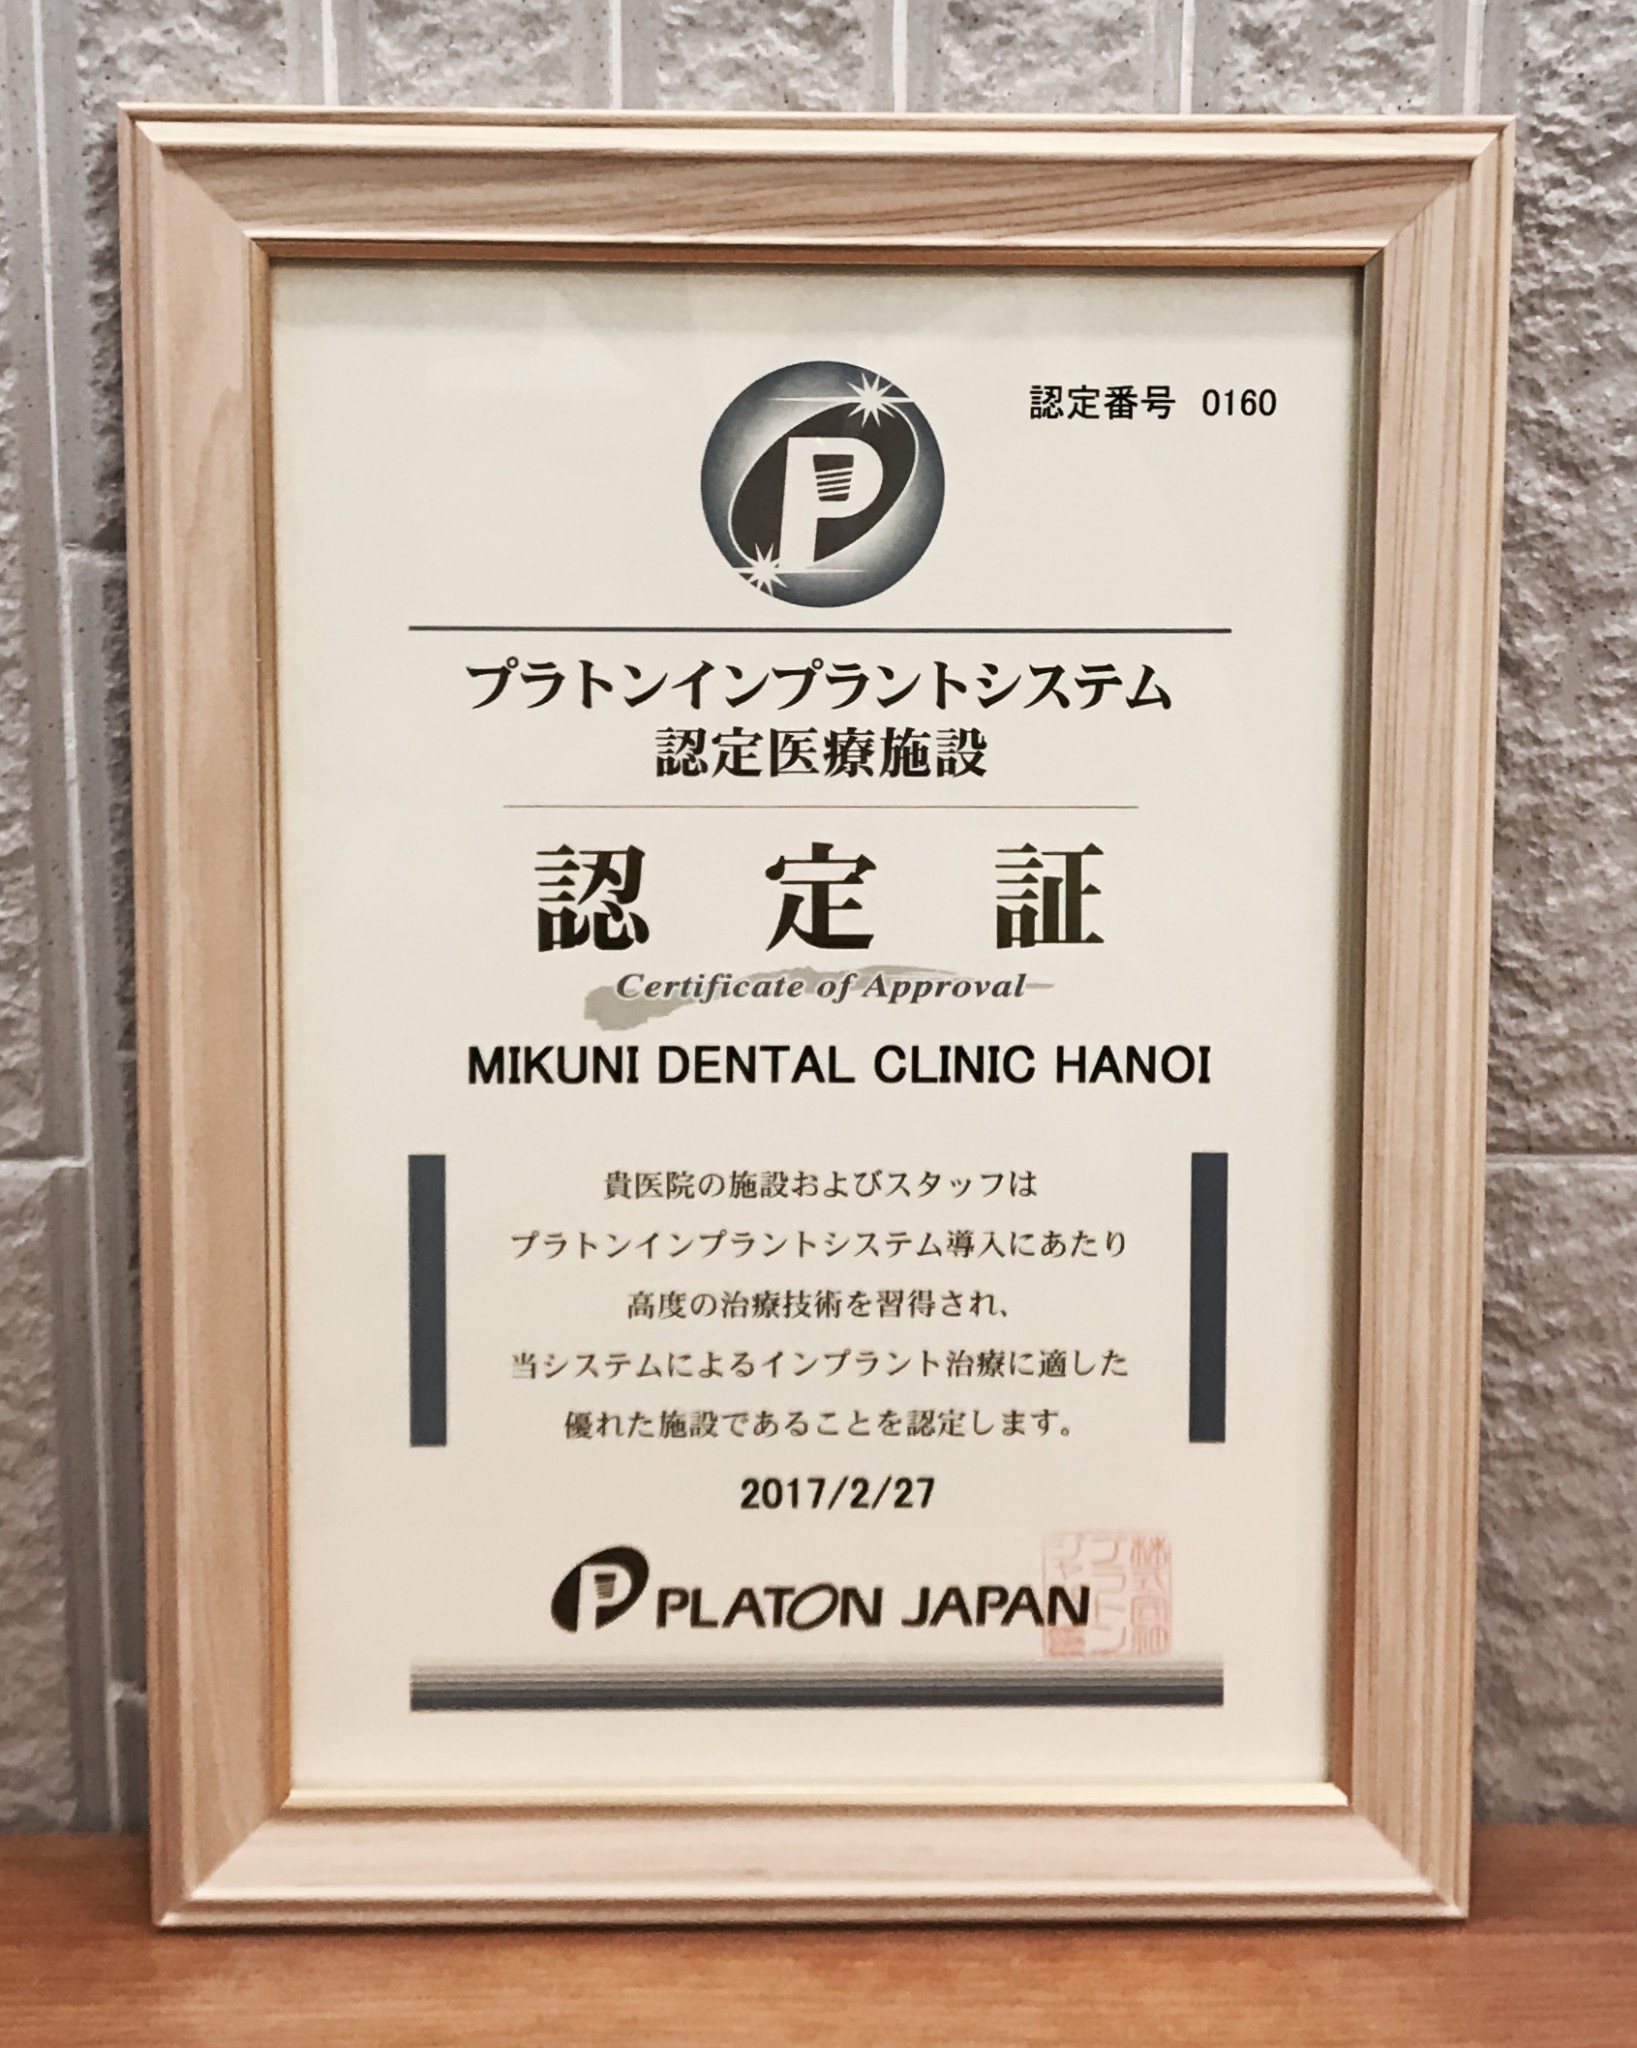 認定番号 0160
プラトンインプラントシステム
認定医療施設
認定証
Certificate of Approval
MIKUNI DENTAL CLINIC HANOI
貴医院の施設およびスタッフは
プラトンインプラントシステム導入にあたり
高度の治療技術を習得され、
当システムによるインプラント治療に適した
優れた施設であることを認定します。
2017/2/27
PLATON JAPAN